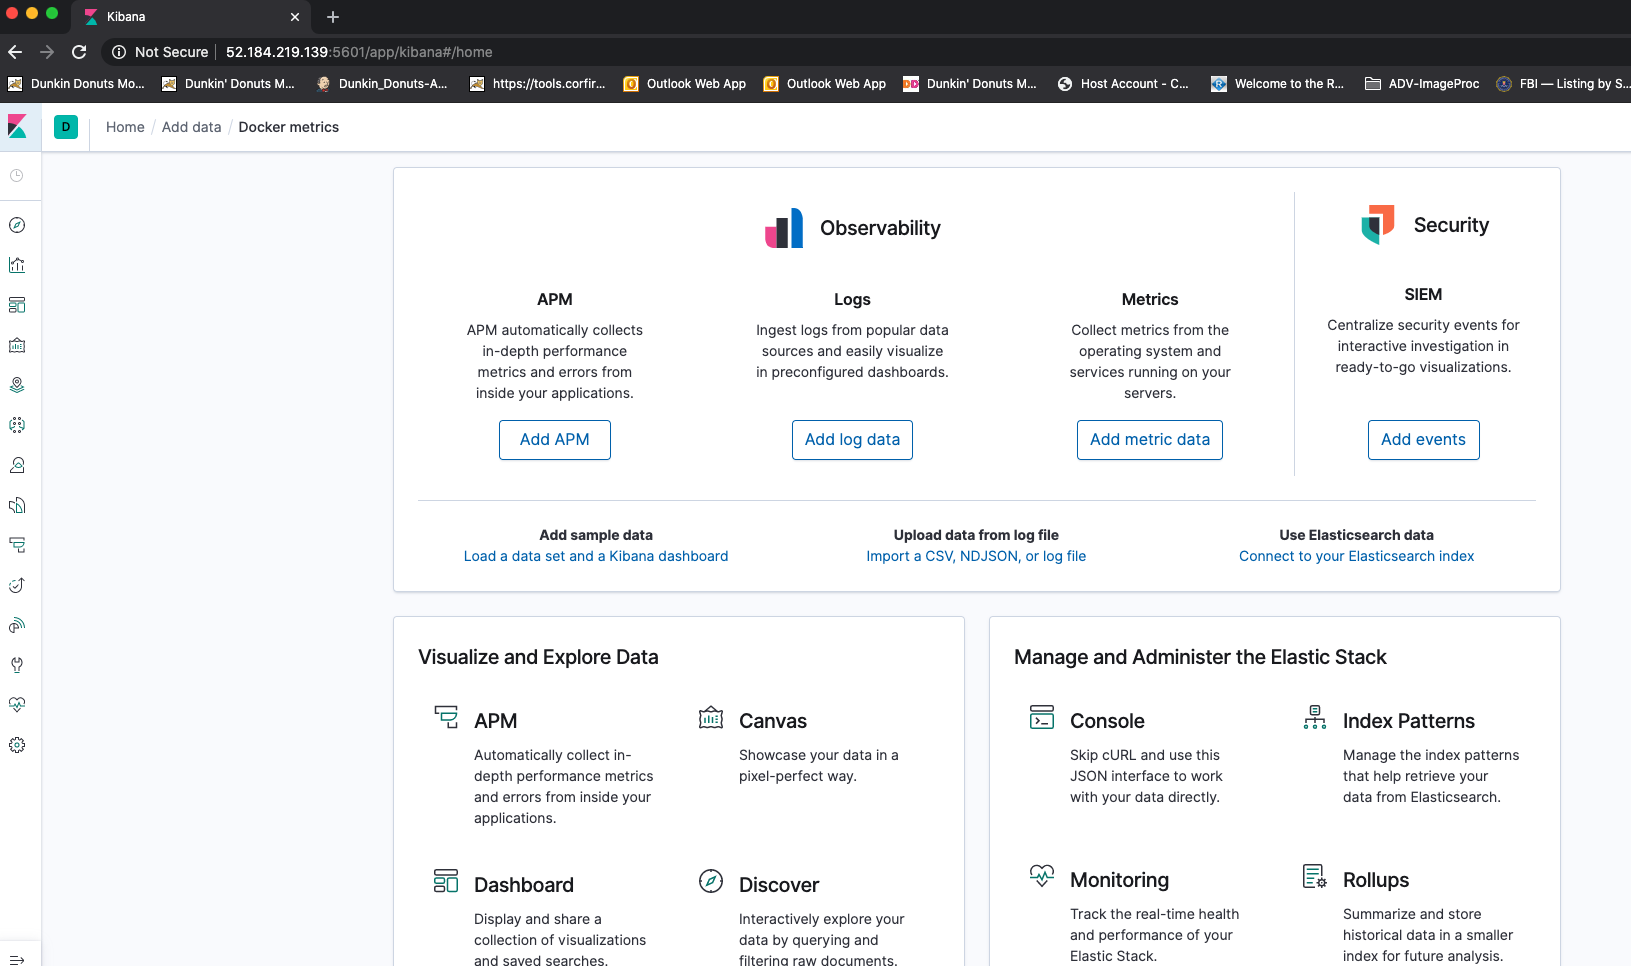 Kibana
Not Secure 52.184.219.139:5601/app/kibana#/home
Dunkin Donuts Mo... Dunkin' Donuts M... Dunkin_Donuts-A... https://tools.corfir... Outlook Web App Outlook Web App Dunkin' Donuts M... Host Account - C... Welcome to the R... ADV-ImageProc FBI — Listing by S...
D Home / Add data / Docker metrics
Observability
Security
APM
Logs
Metrics
SIEM
APM automatically collects
in-depth performance
metrics and errors from
inside your applications.
Ingest logs from popular data
sources and easily visualize
in preconfigured dashboards.
Collect metrics from the
operating system and
services running on your
servers.
Centralize security events for
interactive investigation in
ready-to-go visualizations.
Add APM
Add log data
Add metric data
Add events
Add sample data
Load a data set and a Kibana dashboard
Upload data from log file
Import a CSV, NDJSON, or log file
Use Elasticsearch data
Connect to your Elasticsearch index
Visualize and Explore Data
APM
Automatically collect in-
depth performance metrics
and errors from inside your
applications.
Canvas
Showcase your data in a
pixel-perfect way.
Dashboard
Display and share a
collection of visualizations
and saved searches.
Discover
Interactively explore your
data by querying and
filtering raw documents.
Manage and Administer the Elastic Stack
Console
Skip cURL and use this
JSON interface to work
with your data directly.
Index Patterns
Manage the index patterns
that help retrieve your
data from Elasticsearch.
Monitoring
Track the real-time health
and performance of your
Elastic Stack.
Rollups
Summarize and store
historical data in a smaller
index for future analysis.